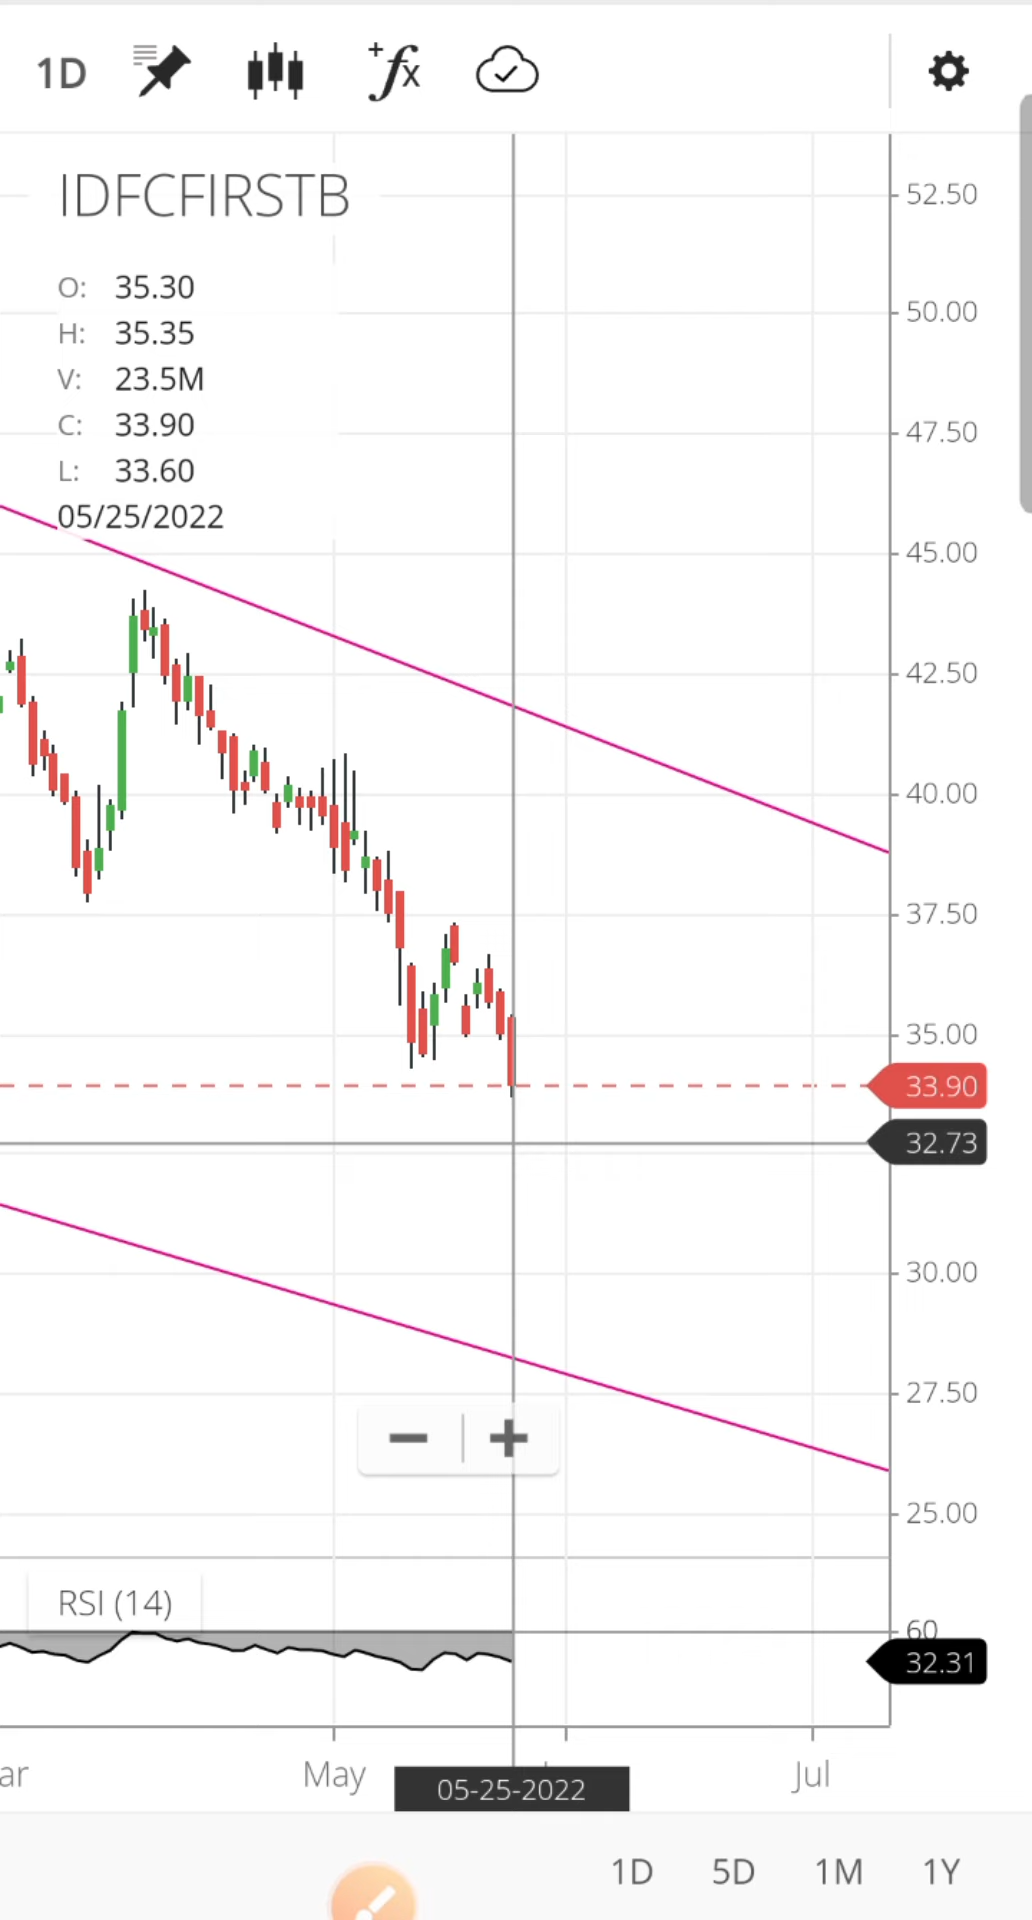 1D +fx
IDFCFIRSTB
O: 35.30
H: 35.35
V: 23.5M
C: 33.90
L: 33.60
05/25/2022
52.50
50.00
47.50
45.00
42.50
40.00
37.50
35.00
33.90
32.73
30.00
27.50
25.00
RSI (14)
60
32.31
ar May Jul
05-25-2022
1D 5D 1M 1Y